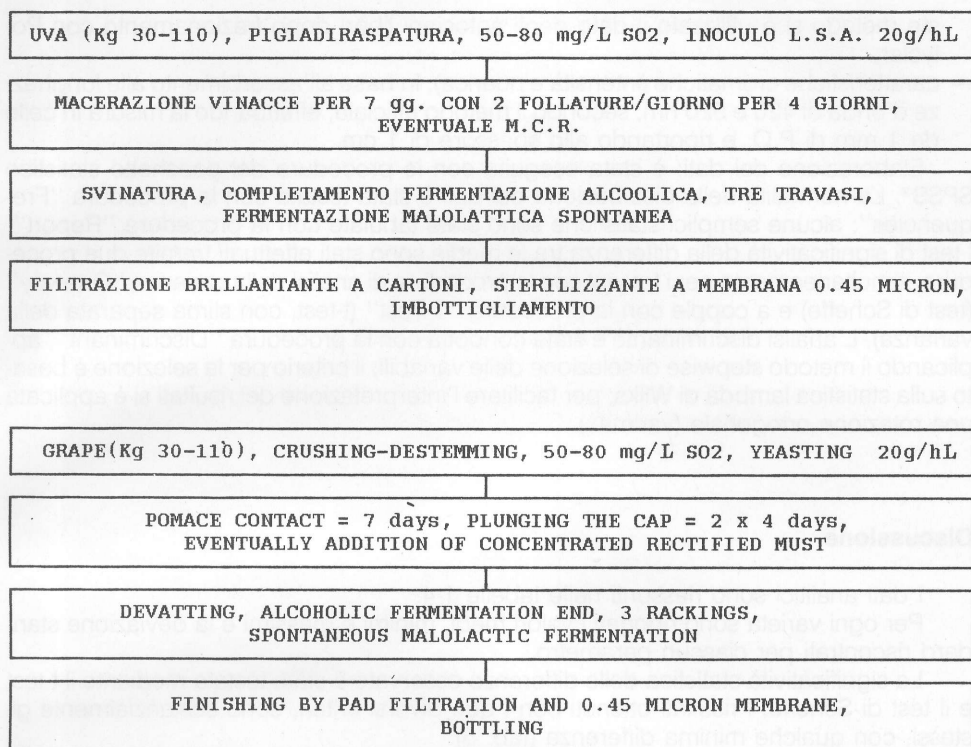 UVA (Kg 30-110), PIGIADIRASPATURA, 50-80 mg/L SO2, INOCULO L.S.A. 20g/hL
MACERAZIONE VINACCE PER 7 gg. CON 2 FOLLATURE/GIORNO PER 4 GIORNI,
EVENTUALE M.C.R.
SVINATURA, COMPLETAMENTO FERMENTAZIONE ALCOOLICA, TRE TRAVASI,
FERMENTAZIONE MALOLATTICA SPONTANEA
FILTRAZIONE BRILLANTANTE A CARTONI, STERILIZZANTE A MEMBRANA 0.45 MICRON,
IMBOTTIGLIAMENTO
GRAPE(Kg 30-110), CRUSHING-DESTEMMING, 50-80 mg/L SO2, YEASTING 20g/hL
POMACE CONTACT = 7 days, PLUNGING THE CAP = 2 x 4 days,
EVENTUALLY ADDITION OF CONCENTRATED RECTIFIED MUST
DEVATTING, ALCOHOLIC FERMENTATION END, 3 RACKINGS,
SPONTANEOUS MALOLACTIC FERMENTATION
FINISHING BY PAD FILTRATION AND 0.45 MICRON MEMBRANE,
BOTTLING